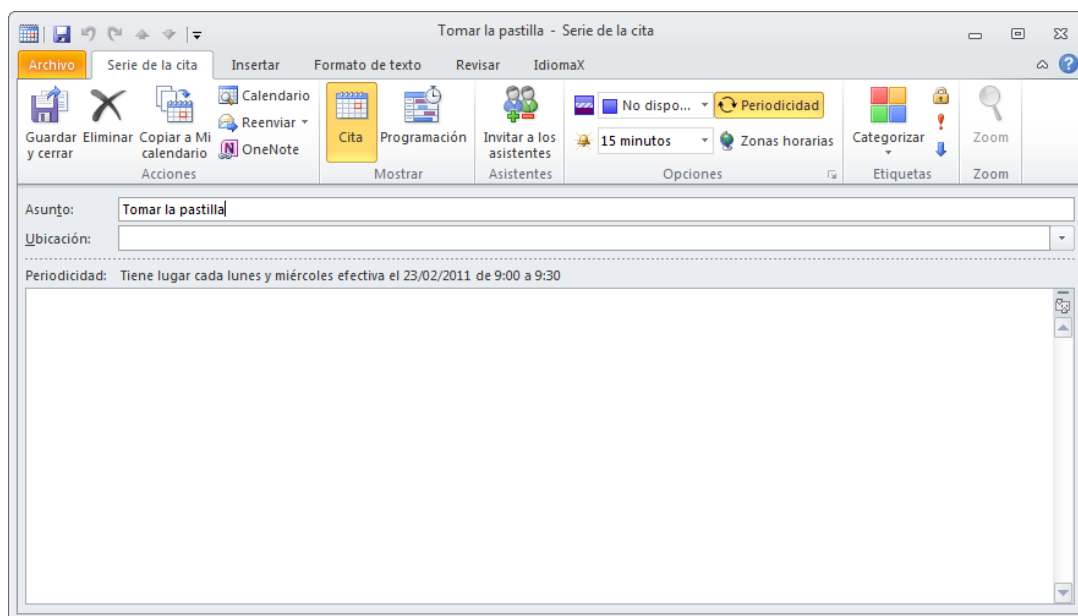 Tomar la pastilla - Serie de la cita
Archivo Serie de la cita Insertar Formato de texto Revisar IdiomaX
Guardar y cerrar
Eliminar
Copiar a Mi calendario
Calendario
Reenviar
OneNote
Acciones
Cita
Programación
Mostrar
Invitar a los asistentes
Asistentes
No dispo...
Periodicidad
15 minutos
Zonas horarias
Opciones
Categorizar
Etiquetas
Zoom
Zoom
Asunto: Tomar la pastilla
Ubicación:
Periodicidad: Tiene lugar cada lunes y miércoles efectiva el 23/02/2011 de 9:00 a 9:30